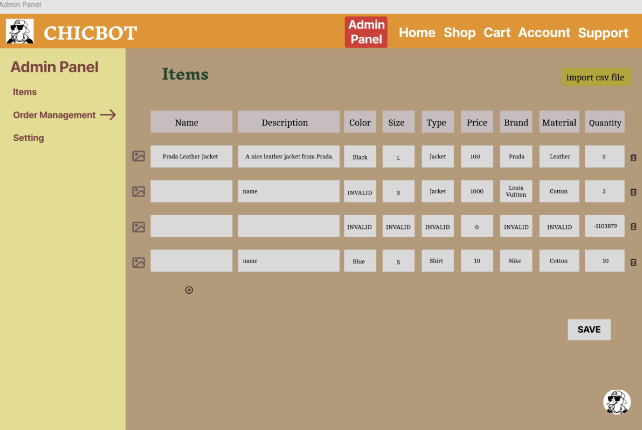 Admin Panel
CHICBOT
Admin
Panel
Home Shop Cart Account Support
Admin Panel
Items
Order Management
Setting
Items
import csv file
Name Description Color Size Type Price Brand Material Quantity
Prada Leather Jacket A nice leather jacket from Prada. Black L Jacket 100 Prada Leather 5
name INVALID S Jacket 1000 Louis Vuitton Cotton 2
INVALID INVALID INVALID 0 INVALID INVALID -1103879
name Blue S Shirt 10 Nike Cotton 10
SAVE